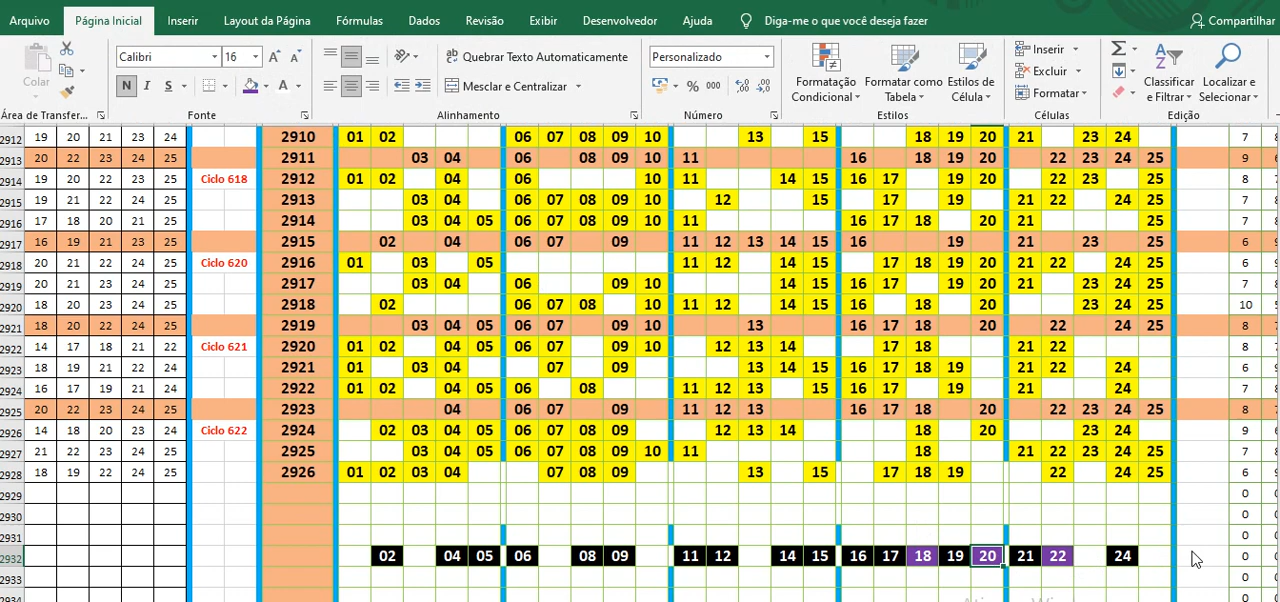 Arquivo Página Inicial Inserir Layout da Página Fórmulas Dados Revisão Exibir Desenvolvedor Ajuda Diga-me o que você deseja fazer Compartilhar
Calibri 16 A A ab Quebrar Texto Automaticamente Personalizado Inserir Σ
Colar N I S A Mesclar e Centralizar % 000 Formatação Condicional Formatar como Tabela Estilos de Célula Excluir Formatar Classificar e Filtrar Localizar e Selecionar
Área de Transfer... Fonte Alinhamento Número Estilos Células Edição
2912 19 20 21 23 24 2910 01 02 06 07 08 09 10 13 15 18 19 20 21 23 24 7
2913 20 22 23 24 25 2911 03 04 06 08 09 10 11 16 18 19 20 22 23 24 25 9
2914 19 20 22 23 25 Ciclo 618 2912 01 02 04 06 10 11 14 15 16 17 19 20 22 23 25 8
2915 19 21 22 24 25 2913 03 04 06 07 08 09 10 12 15 17 19 21 22 24 25 7
2916 17 18 20 21 25 2914 03 04 05 06 07 08 09 10 11 16 17 18 20 21 25 7
2917 16 19 21 23 25 2915 02 04 06 07 09 11 12 13 14 15 16 19 21 23 25 6
2918 20 21 22 24 25 Ciclo 620 2916 01 03 05 11 12 14 15 17 18 19 20 21 22 24 25 6
2919 20 21 23 24 25 2917 03 04 06 09 10 14 15 16 17 19 20 21 23 24 25 7
2920 18 20 23 24 25 2918 02 06 07 08 10 11 12 14 15 16 18 20 23 24 25 10
2921 18 20 22 24 25 2919 03 04 05 06 07 09 10 13 16 17 18 20 22 24 25 8
2922 14 17 18 21 22 Ciclo 621 2920 01 02 04 05 06 07 09 10 12 13 14 17 18 21 22 8
2923 18 19 21 22 24 2921 01 03 04 07 09 13 14 15 16 17 18 19 21 22 24 8
2924 16 17 19 21 24 2922 01 02 04 05 06 08 11 12 13 15 16 17 19 21 24 7
2925 20 22 23 24 25 2923 04 06 07 09 11 12 13 16 17 18 20 22 23 24 25 8
2926 14 18 20 23 24 Ciclo 622 2924 02 03 04 05 06 07 08 09 12 13 14 18 20 23 24 9
2927 21 22 23 24 25 2925 03 04 05 06 07 08 09 10 11 18 21 22 23 24 25 7
2928 18 19 22 24 25 2926 01 02 03 04 07 08 09 13 15 17 18 19 22 24 25 6
2929 0
2930 0
2931 0
2932 02 04 05 06 08 09 11 12 14 15 16 17 18 19 20 21 22 24 0
2933 0
2934